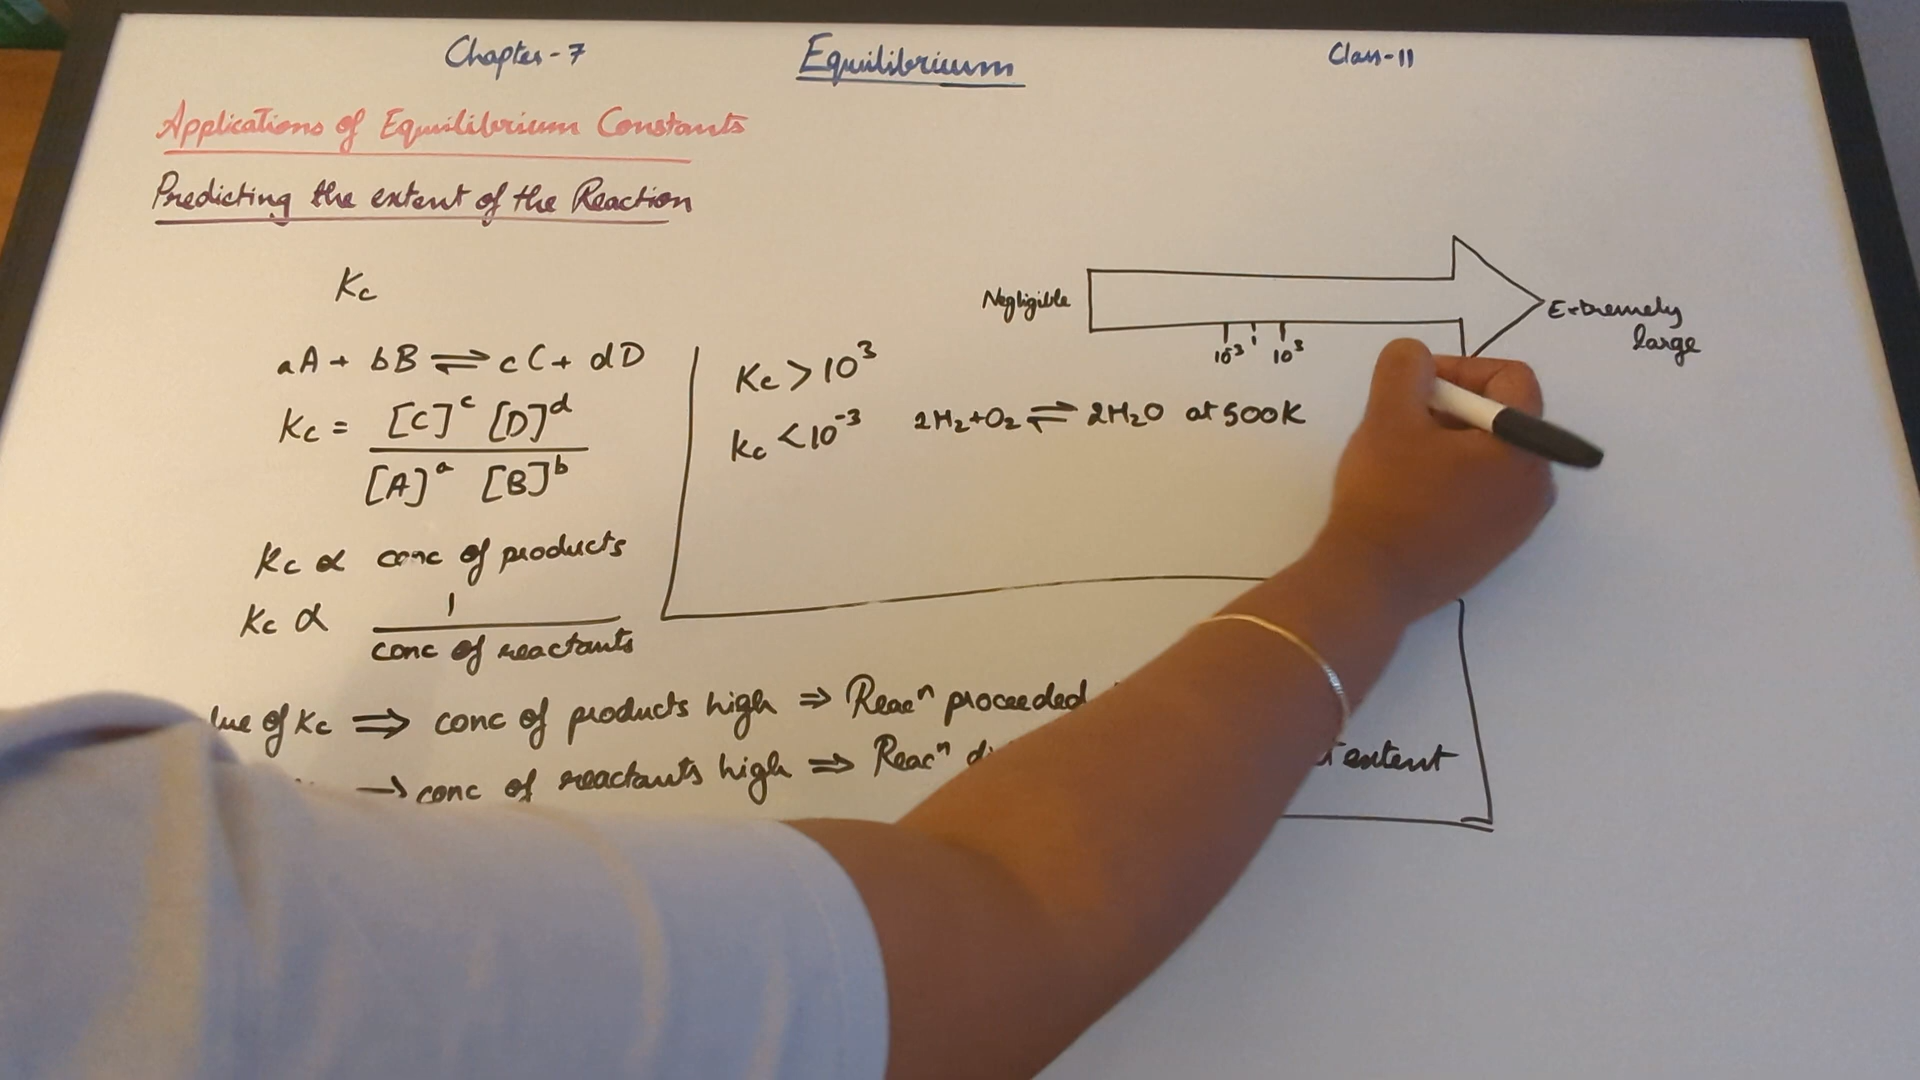 Chapter-7 Equilibrium Class-11
Applications of Equilibrium Constants
Predicting the extent of the Reaction
Kc
aA + bB ⇌ cC + dD
Kc = [C]^c [D]^d
[A]^a [B]^b
Kc ∝ conc of products
Kc ∝ 1
conc of reactants
Kc > 10^3
Kc < 10^-3
Negligible
Extremely
large
10^-3 1 10^3
2H2+O2 ⇌ 2H2O at 500K
of Kc ⇒ conc of products high ⇒ Reac^n proceeded
→ conc of reactants high ⇒ Reac^n extent